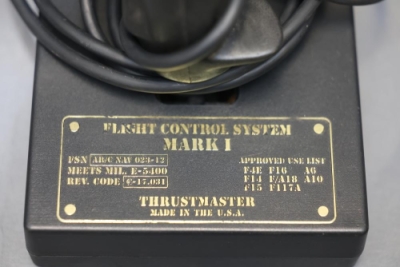 FLIGHT CONTROL SYSTEM
MARK I
FSN AB/C NAV 023-12
MEETS MIL. E-5400
REV. CODE C-17.031
APPROVED USE LIST
F4E F16 A6
F14 F/A18 A10
F15 F117A
THRUSTMASTER
MADE IN THE U.S.A.